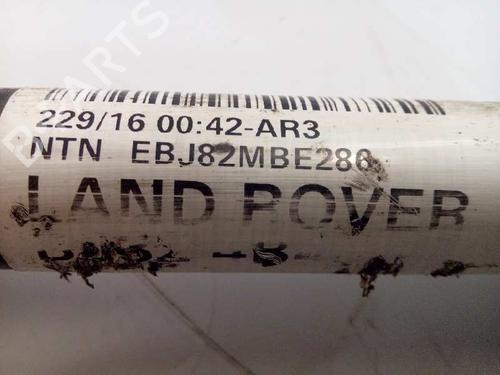 229/16 00:42-AR3
NTN EBJ82MBE286
LAND ROVER